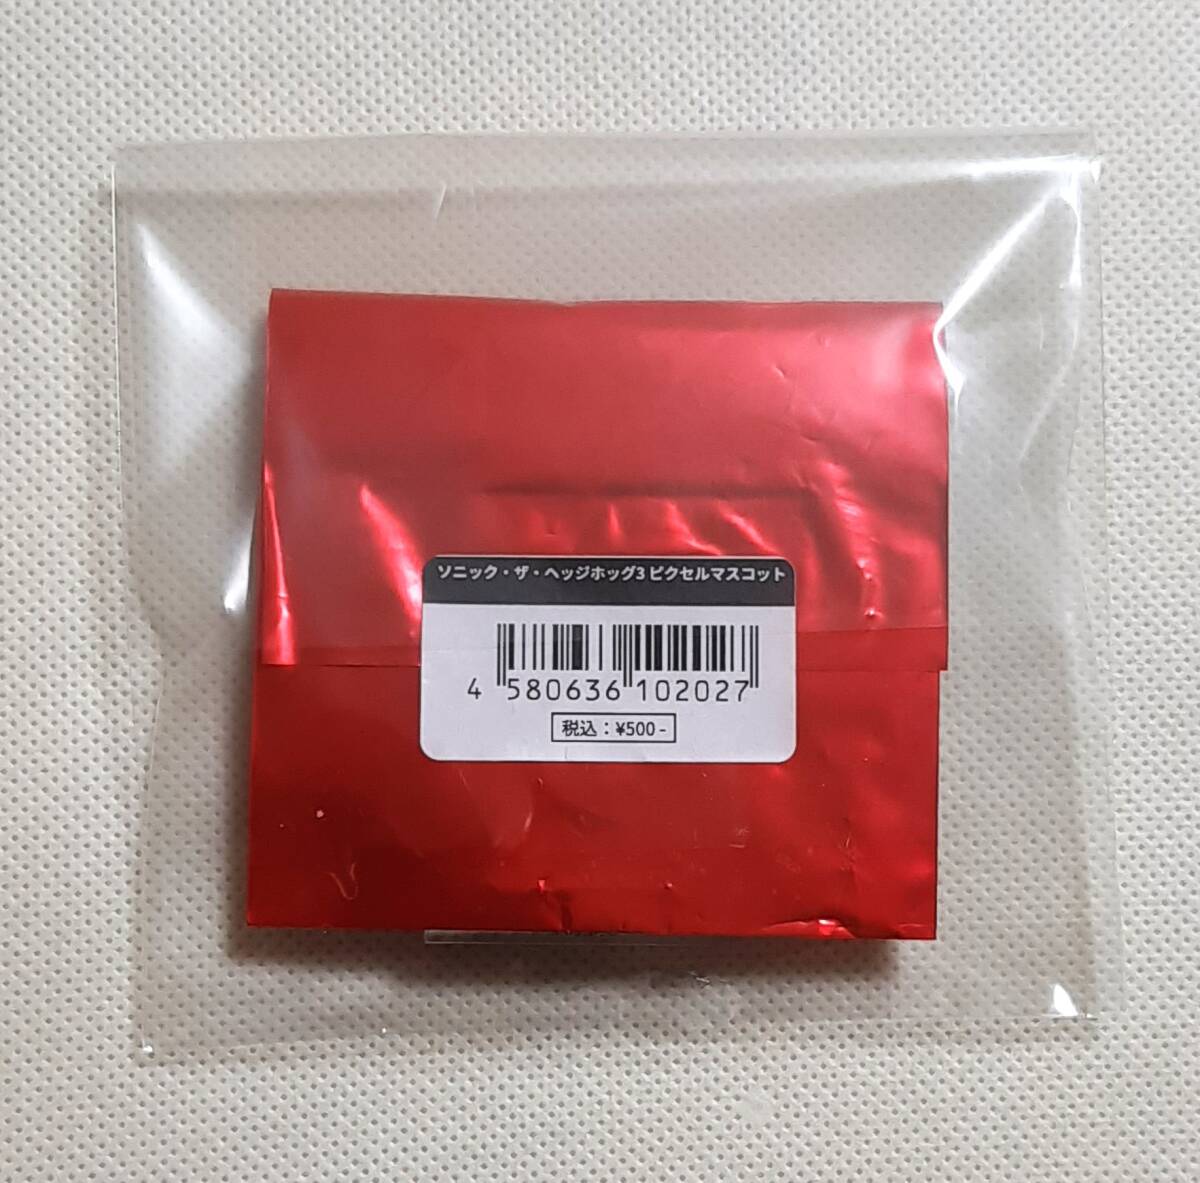 ソニック・ザ・ヘッジホッグ3 ピクセルマスコット
4 580636 102027
税込：¥500-